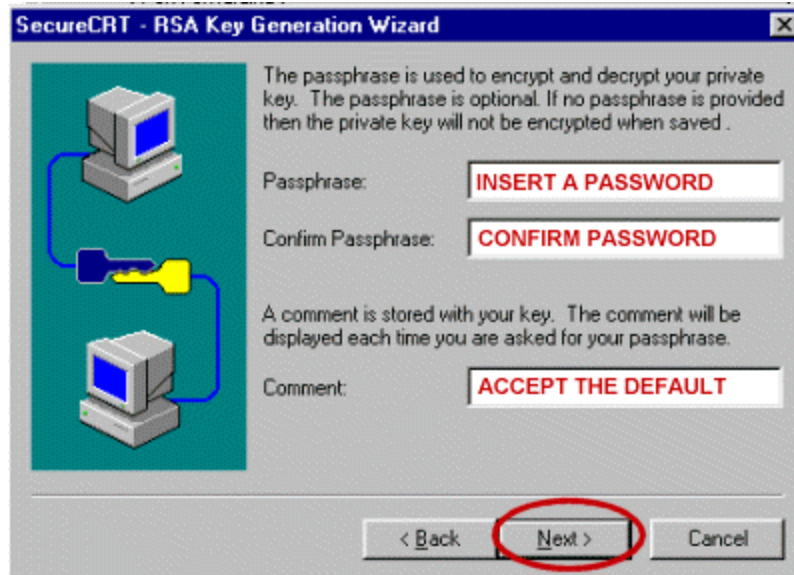 SecureCRT - RSA Key Generation Wizard
The passphrase is used to encrypt and decrypt your private
key. The passphrase is optional. If no passphrase is provided
then the private key will not be encrypted when saved .
Passphrase:
INSERT A PASSWORD
Confirm Passphrase:
CONFIRM PASSWORD
A comment is stored with your key. The comment will be
displayed each time you are asked for your passphrase.
Comment:
ACCEPT THE DEFAULT
< Back
Next >
Cancel